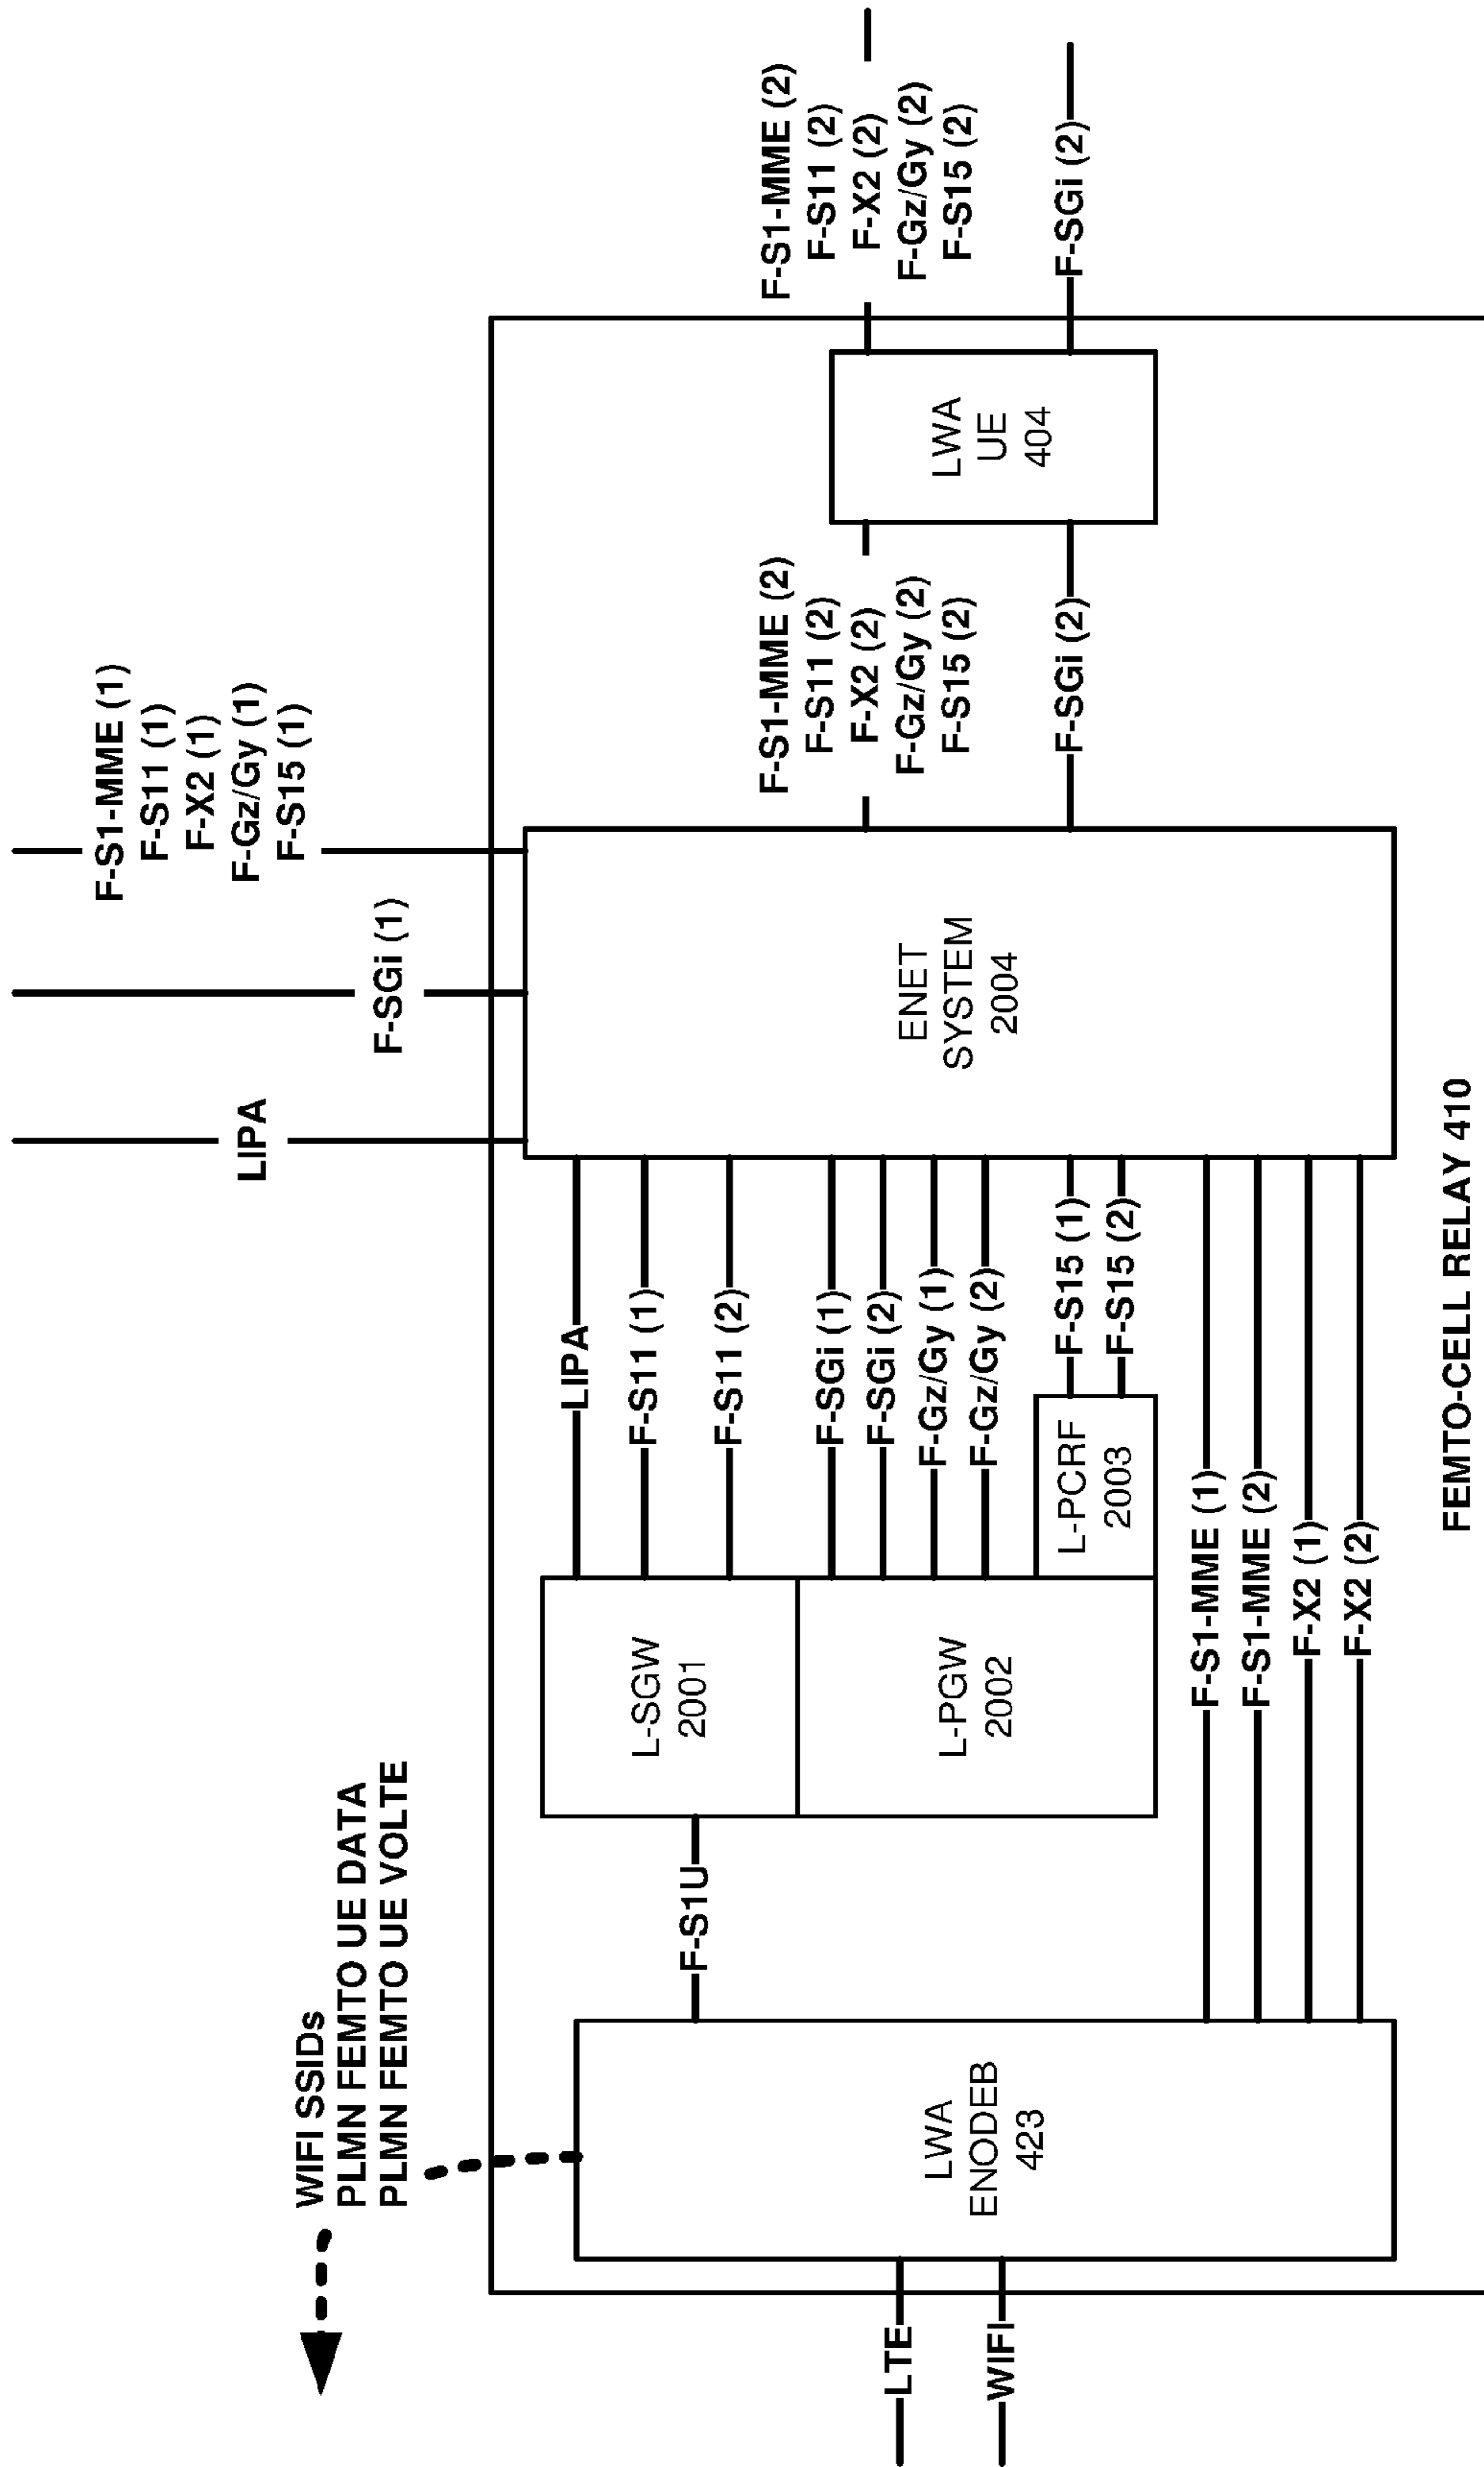 WIFI SSIDs
PLMN FEMTO UE DATA
PLMN FEMTO UE VOLTE
LIPA
F-SGi (1)
F-S1-MME (1)
F-S11 (1)
F-X2 (1)
F-Gz/Gy (1)
F-S15 (1)
LTE
WIFI
LWA
ENODEB
423
F-S1U
L-SGW
2001
L-PGW
2002
L-PCRF
2003
LIPA
F-S11 (1)
F-S11 (2)
F-SGi (1)
F-SGi (2)
F-Gz/Gy (1)
F-Gz/Gy (2)
F-S15 (1)
F-S15 (2)
F-S1-MME (1)
F-S1-MME (2)
F-X2 (1)
F-X2 (2)
ENET
SYSTEM
2004
F-S1-MME (2)
F-S11 (2)
F-X2 (2)
F-Gz/Gy (2)
F-S15 (2)
F-SGi (2)
LWA
UE
404
F-S1-MME (2)
F-S11 (2)
F-X2 (2)
F-Gz/Gy (2)
F-S15 (2)
F-SGi (2)
FEMTO-CELL RELAY 410